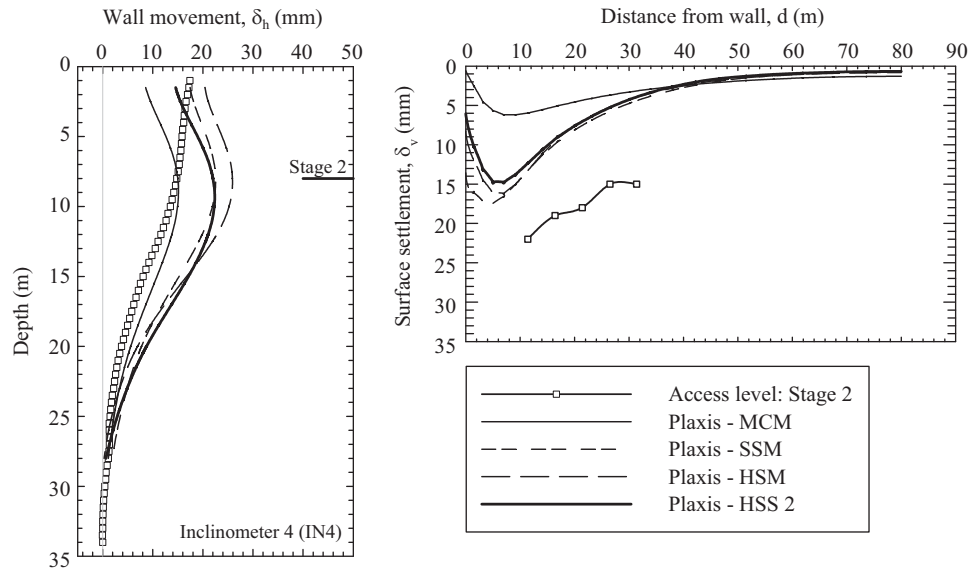 Wall movement, δh (mm)
0 10 20 30 40 50
0
5
10
15
20
25
30
35
Depth (m)
Stage 2
Inclinometer 4 (IN4)
Distance from wall, d (m)
0 10 20 30 40 50 60 70 80 90
0
5
10
15
20
25
30
35
Surface settlement, δv (mm)
Access level: Stage 2
Plaxis - MCM
Plaxis - SSM
Plaxis - HSM
Plaxis - HSS 2